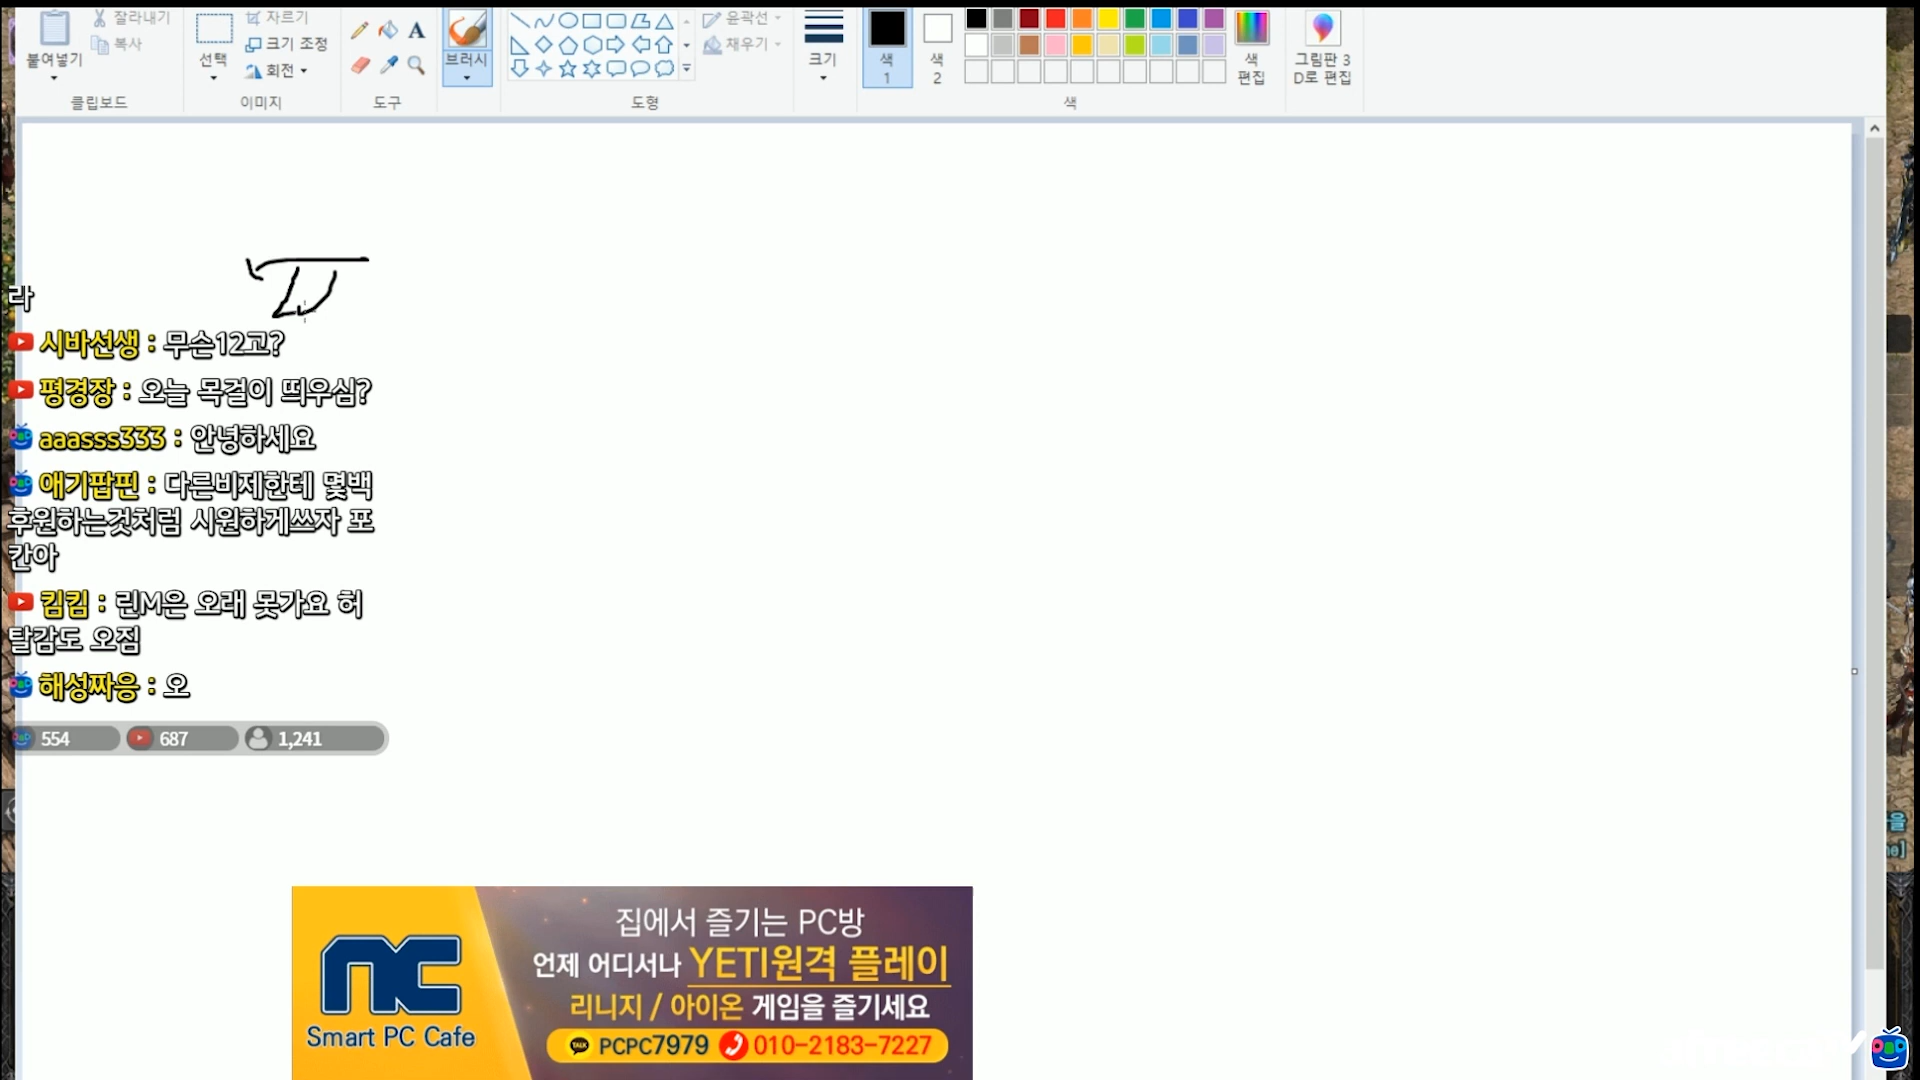 잘라내기
자르기
붙여넣기
복사
선택
크기 조정
회전
A
브러시
윤곽선
채우기
크기
색
1
색
2
색
편집
그림판 3
D로 편집
클립보드
이미지
도구
도형
색
라
시바선생 : 무슨12고?
평경장 : 오늘 목걸이 띄우심?
aaasss333 : 안녕하세요
애기팝핀 : 다른비제한테 몇백
후원하는것처럼 시원하게쓰자 포
칸아
킴킴 : 린M은 오래 못가요 허
탈감도 오짐
해성짜응 : 오
554
687
1,241
을
ne]
nc
Smart PC Cafe
집에서 즐기는 PC방
언제 어디서나 YETI원격 플레이
리니지 / 아이온 게임을 즐기세요
TALK PCPC7979 010-2183-7227